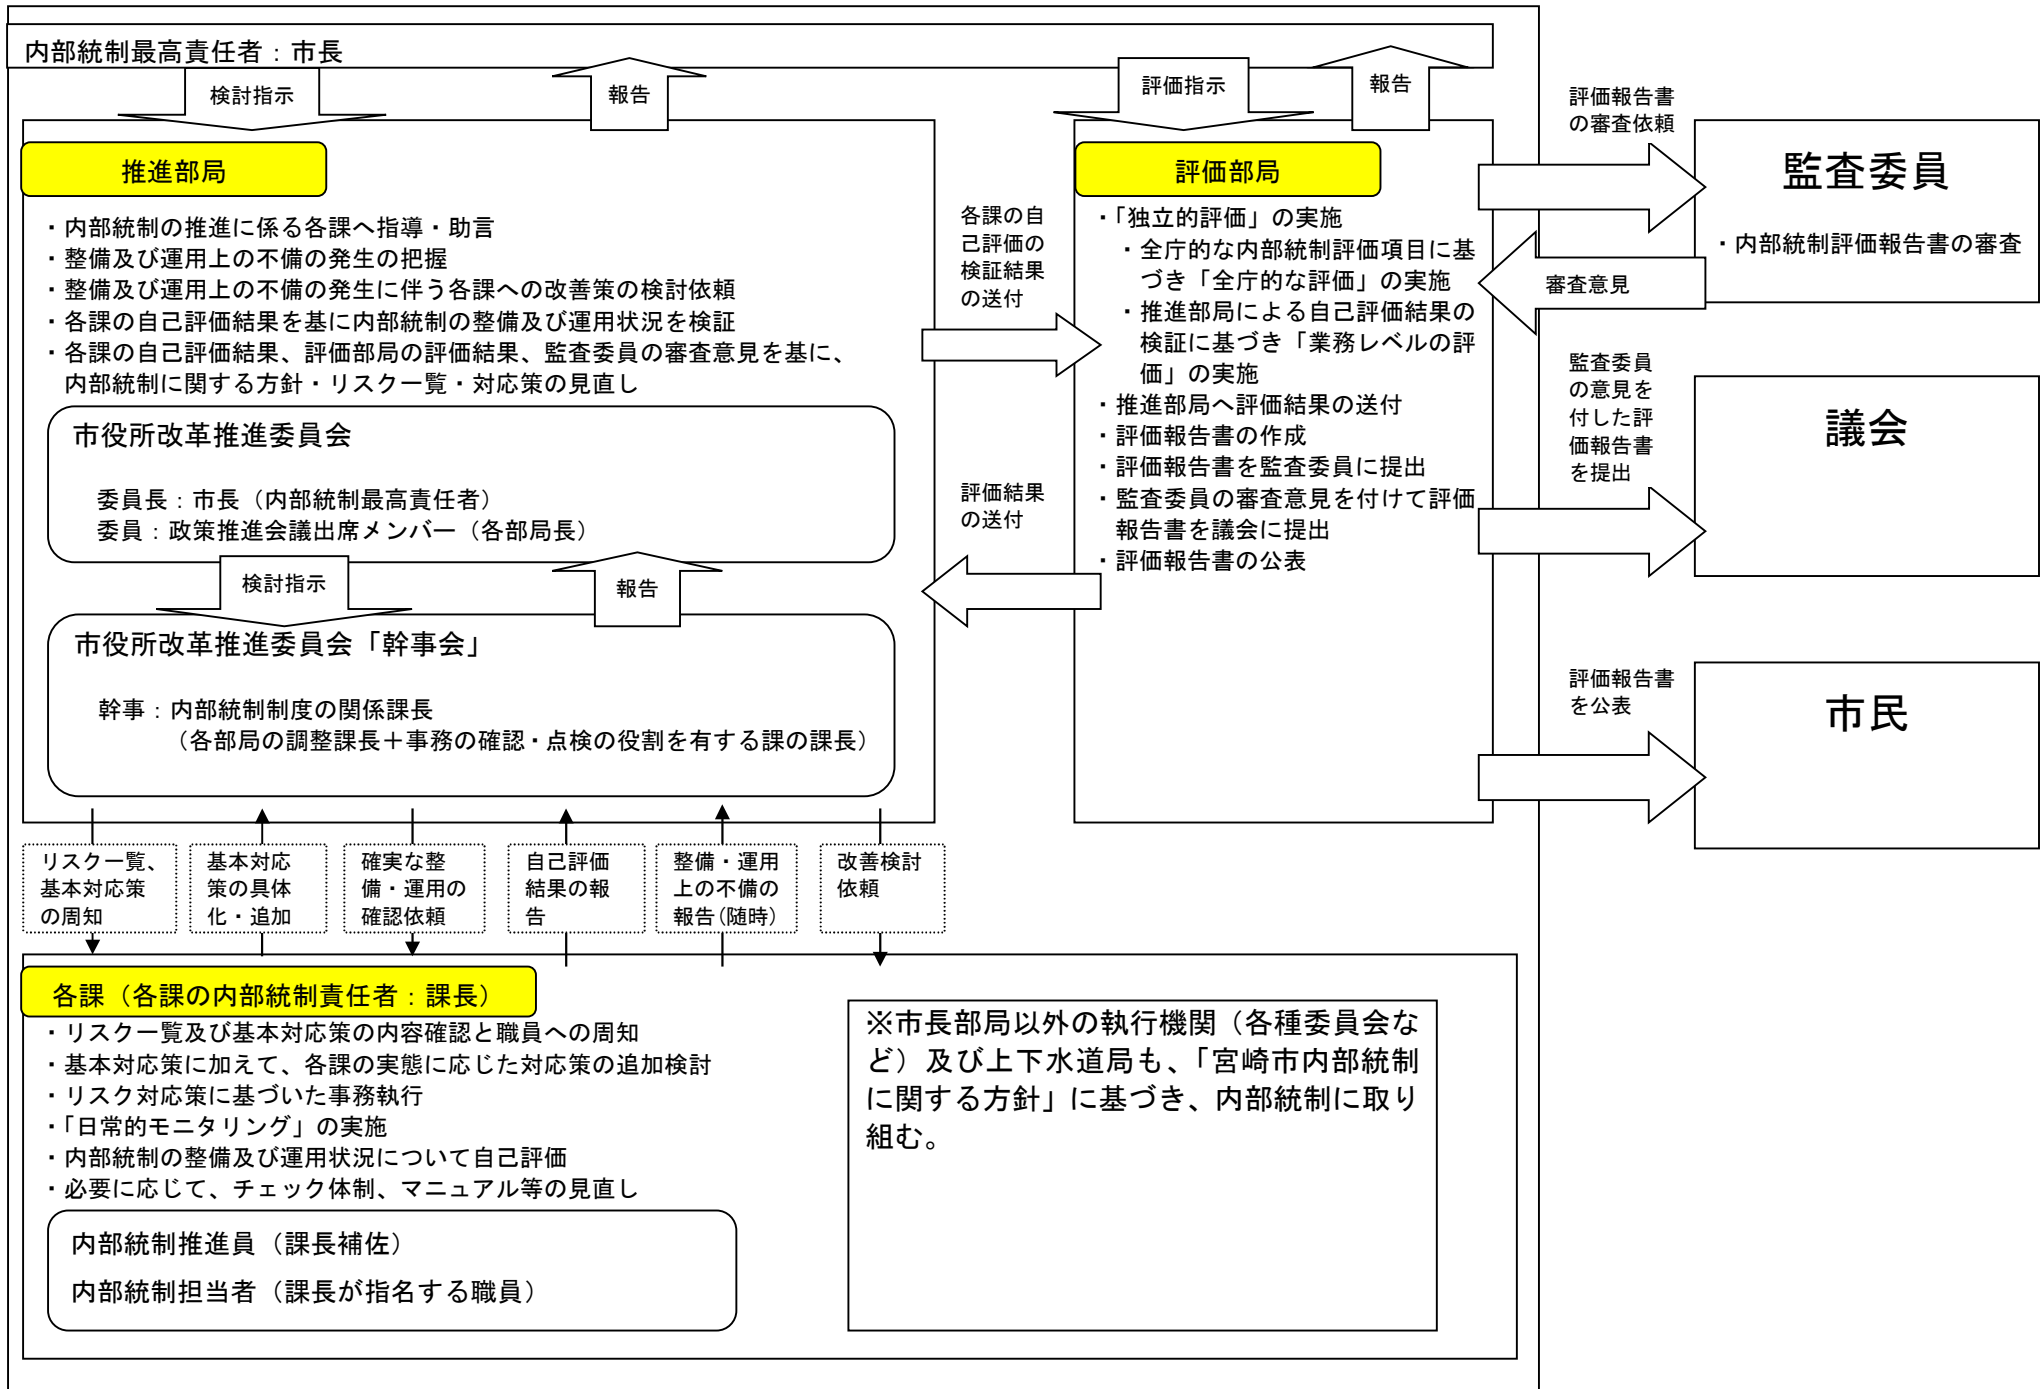 内部統制最高責任者：市長
検討指示
報告
評価指示
報告
推進部局
・内部統制の推進に係る各課へ指導・助言
・整備及び運用上の不備の発生の把握
・整備及び運用上の不備の発生に伴う各課への改善策の検討依頼
・各課の自己評価結果を基に内部統制の整備及び運用状況を検証
・各課の自己評価結果、評価部局の評価結果、監査委員の審査意見を基に、
内部統制に関する方針・リスク一覧・対応策の見直し
市役所改革推進委員会
委員長：市長（内部統制最高責任者）
委員：政策推進会議出席メンバー（各部局長）
検討指示
報告
市役所改革推進委員会「幹事会」
幹事：内部統制制度の関係課長
（各部局の調整課長＋事務の確認・点検の役割を有する課の課長）
各課の自
己評価の
検証結果
の送付
評価結果
の送付
評価部局
・「独立的評価」の実施
・全庁的な内部統制評価項目に基
づき「全庁的な評価」の実施
・推進部局による自己評価結果の
検証に基づき「業務レベルの評
価」の実施
・推進部局へ評価結果の送付
・評価報告書の作成
・評価報告書を監査委員に提出
・監査委員の審査意見を付けて評価
報告書を議会に提出
・評価報告書の公表
評価報告書
の審査依頼
審査意見
監査委員
の意見を
付した評
価報告書
を提出
評価報告書
を公表
監査委員
・内部統制評価報告書の審査
議会
市民
リスク一覧、
基本対応策
の周知
基本対応
策の具体
化・追加
確実な整
備・運用の
確認依頼
自己評価
結果の報
告
整備・運用
上の不備の
報告（随時）
改善検討
依頼
各課（各課の内部統制責任者：課長）
・リスク一覧及び基本対応策の内容確認と職員への周知
・基本対応策に加えて、各課の実態に応じた対応策の追加検討
・リスク対応策に基づいた事務執行
・「日常的モニタリング」の実施
・内部統制の整備及び運用状況について自己評価
・必要に応じて、チェック体制、マニュアル等の見直し
内部統制推進員（課長補佐）
内部統制担当者（課長が指名する職員）
※市長部局以外の執行機関（各種委員会な
ど）及び上下水道局も、「宮崎市内部統制
に関する方針」に基づき、内部統制に取り
組む。